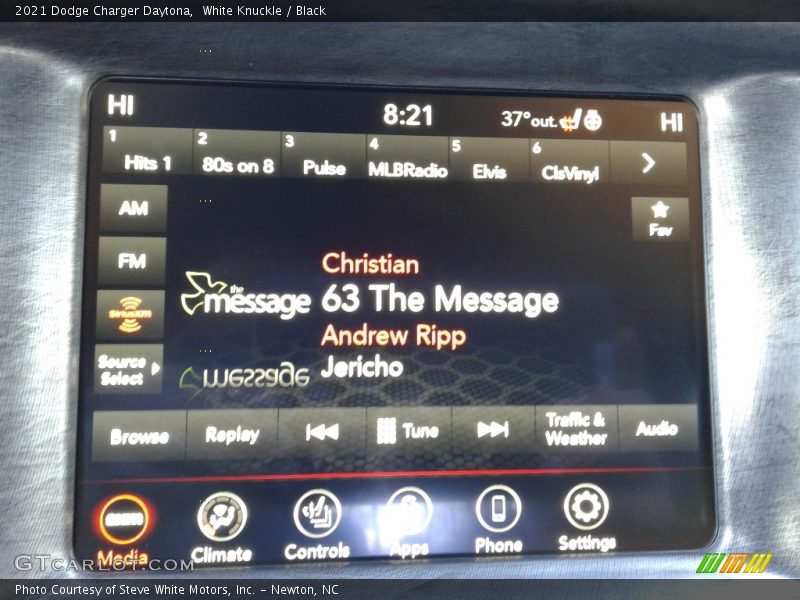 2021 Dodge Charger Daytona,  White Knuckle / Black
HI 8:21 37° out. HI
1 Hits 1 2 80s on 8 3 Pulse 4 MLBRadio 5 Elvis 6 ClsVinyl
AM
Fav
FM
Christian
the message 63 The Message
SiriusXM
Andrew Ripp
Source Select
Jericho
message
Browse Replay Tune Traffic & Weather Audio
Media Climate Controls Apps Phone Settings
GTCARLOT.COM
Photo Courtesy of Steve White Motors, Inc. – Newton, NC